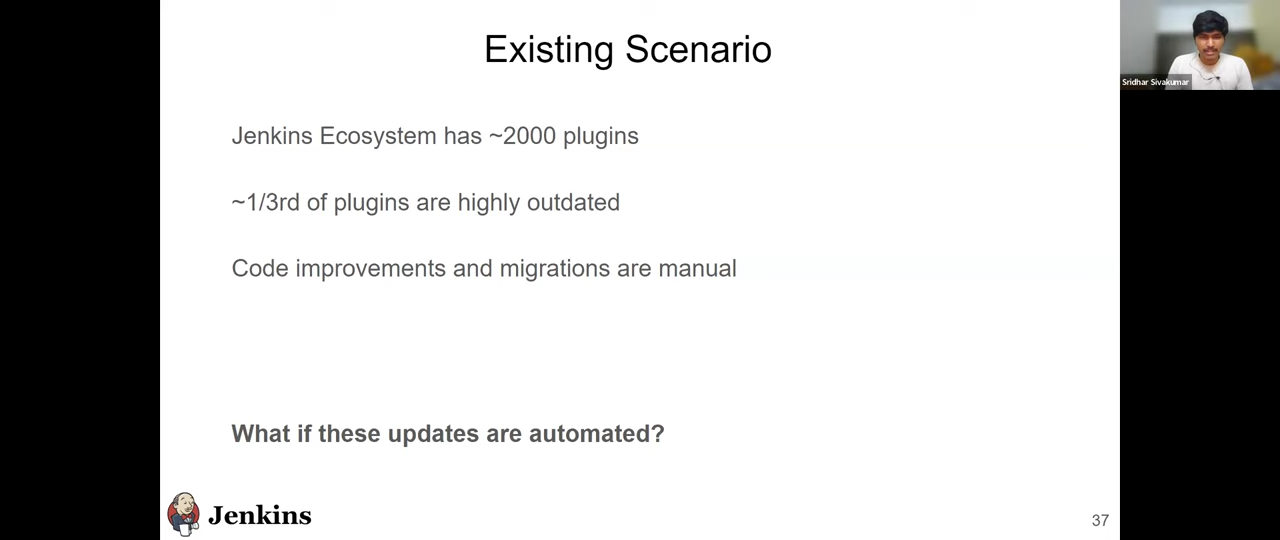 Existing Scenario
Sridhar Sivakumar
Jenkins Ecosystem has ~2000 plugins
~1/3rd of plugins are highly outdated
Code improvements and migrations are manual
What if these updates are automated?
Jenkins
37